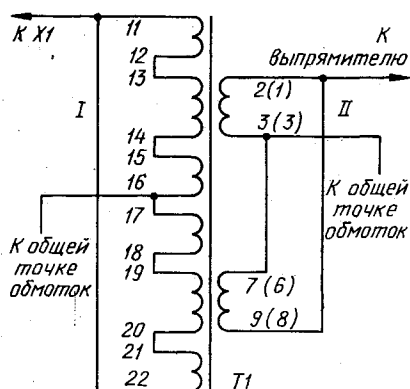 К X1
11
12
13
I
14
15
16
17
К общей
точке
обмоток
18
19
20
21
22
К
выпрямителю
2(1)
3(3)
II
К общей
точке
обмоток
7(6)
9(8)
Т1